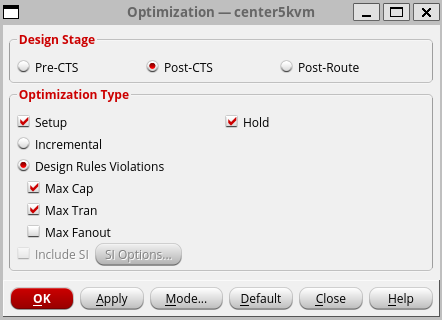 Optimization — center5kvm
Design Stage
Pre-CTS Post-CTS Post-Route
Optimization Type
Setup Hold
Incremental
Design Rules Violations
Max Cap
Max Tran
Max Fanout
Include SI SI Options...
OK Apply Mode... Default Close Help